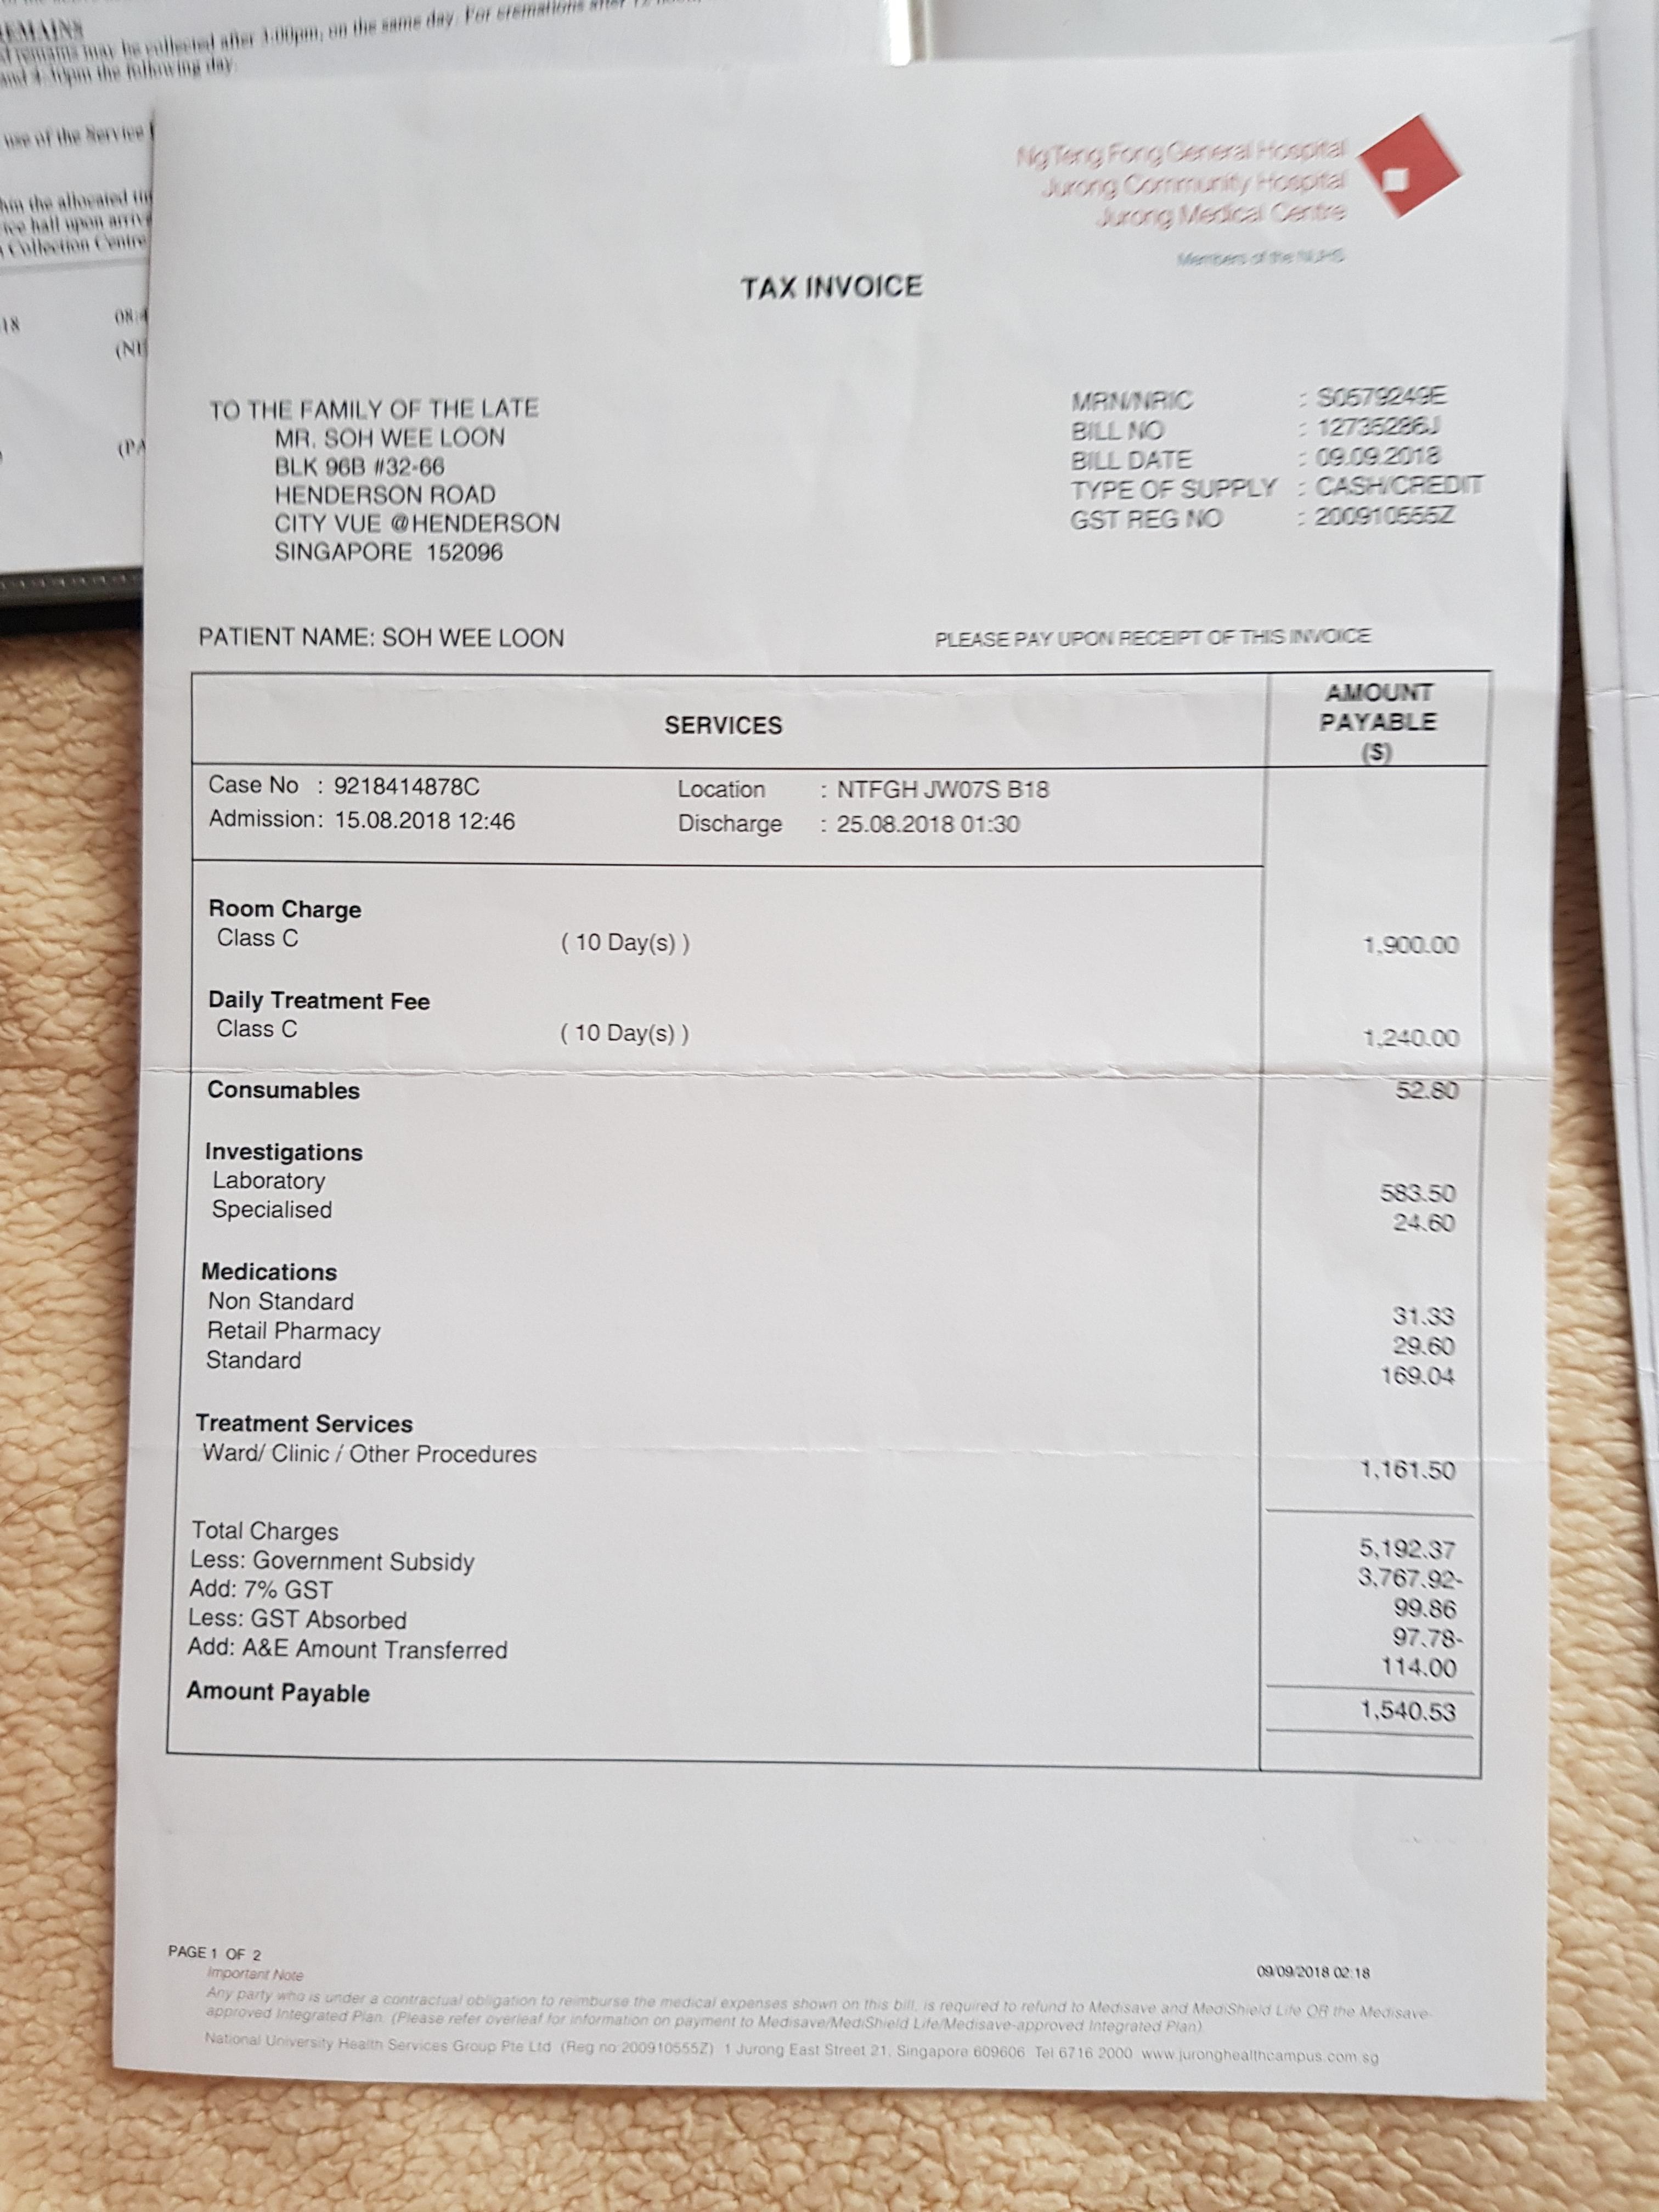 REMAINS
remains may be collected after 3:00pm, on the same day. For cremations after 12
and 4:30pm the following day.
use of the Service
the allocated
hall upon
Collection Centre
18
Ng Teng Fong General Hospital
Jurong Community Hospital
Jurong Medical Centre
Members of the NUHS
TAX INVOICE
TO THE FAMILY OF THE LATE
MR. SOH WEE LOON
BLK 96B #32-66
HENDERSON ROAD
CITY VUE @HENDERSON
SINGAPORE 152096
MRN/NRIC : S0579249E
BILL NO : 12735286J
BILL DATE : 09.09.2018
TYPE OF SUPPLY : CASH/CREDIT
GST REG NO : 200910555Z
PATIENT NAME: SOH WEE LOON PLEASE PAY UPON RECEIPT OF THIS INVOICE
SERVICES
AMOUNT
PAYABLE
($)
Case No : 9218414878C Location : NTFGH JW07S B18
Admission: 15.08.2018 12:46 Discharge : 25.08.2018 01:30
Room Charge
Class C ( 10 Day(s) ) 1,900.00
Daily Treatment Fee
Class C ( 10 Day(s) ) 1,240.00
Consumables 52.80
Investigations
Laboratory 583.50
Specialised 24.60
Medications
Non Standard 31.33
Retail Pharmacy 29.60
Standard 169.04
Treatment Services
Ward/ Clinic / Other Procedures 1,161.50
Total Charges 5,192.37
Less: Government Subsidy 3,767.92-
Add: 7% GST 99.86
Less: GST Absorbed 97.78-
Add: A&E Amount Transferred 114.00
Amount Payable 1,540.53
PAGE 1 OF 2
09/09/2018 02:18
Important Note
Any party who is under a contractual obligation to reimburse the medical expenses shown on this bill, is required to refund to Medisave and MediShield Life OR the Medisave-
approved Integrated Plan. (Please refer overleaf for information on payment to Medisave/MediShield Life/Medisave-approved Integrated Plan)
National University Health Services Group Pte Ltd (Reg no 200910555Z) 1 Jurong East Street 21, Singapore 609606 Tel 6716 2000 www.juronghealthcampus.com.sg